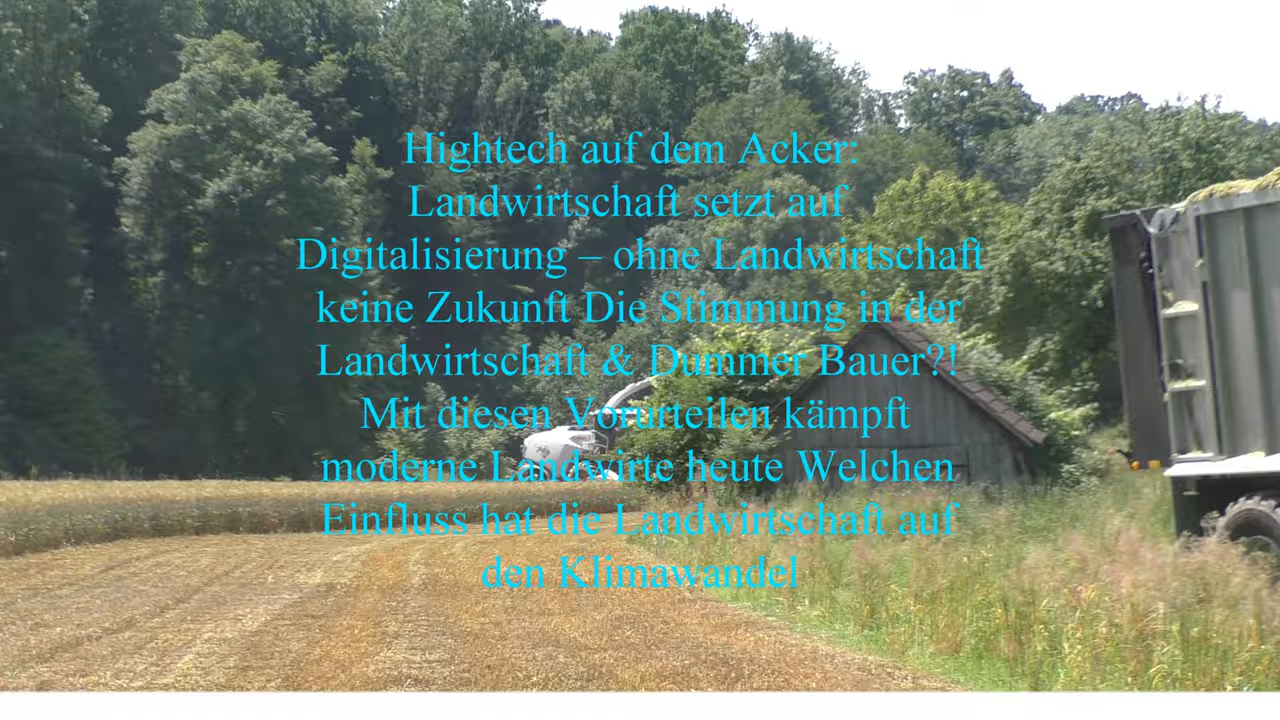 Hightech auf dem Acker:
Landwirtschaft setzt auf
Digitalisierung – ohne Landwirtschaft
keine Zukunft Die Stimmung in der
Landwirtschaft & Dummer Bauer?!
Mit diesen Vorurteilen kämpft
moderne Landwirte heute Welchen
Einfluss hat die Landwirtschaft auf
den Klimawandel